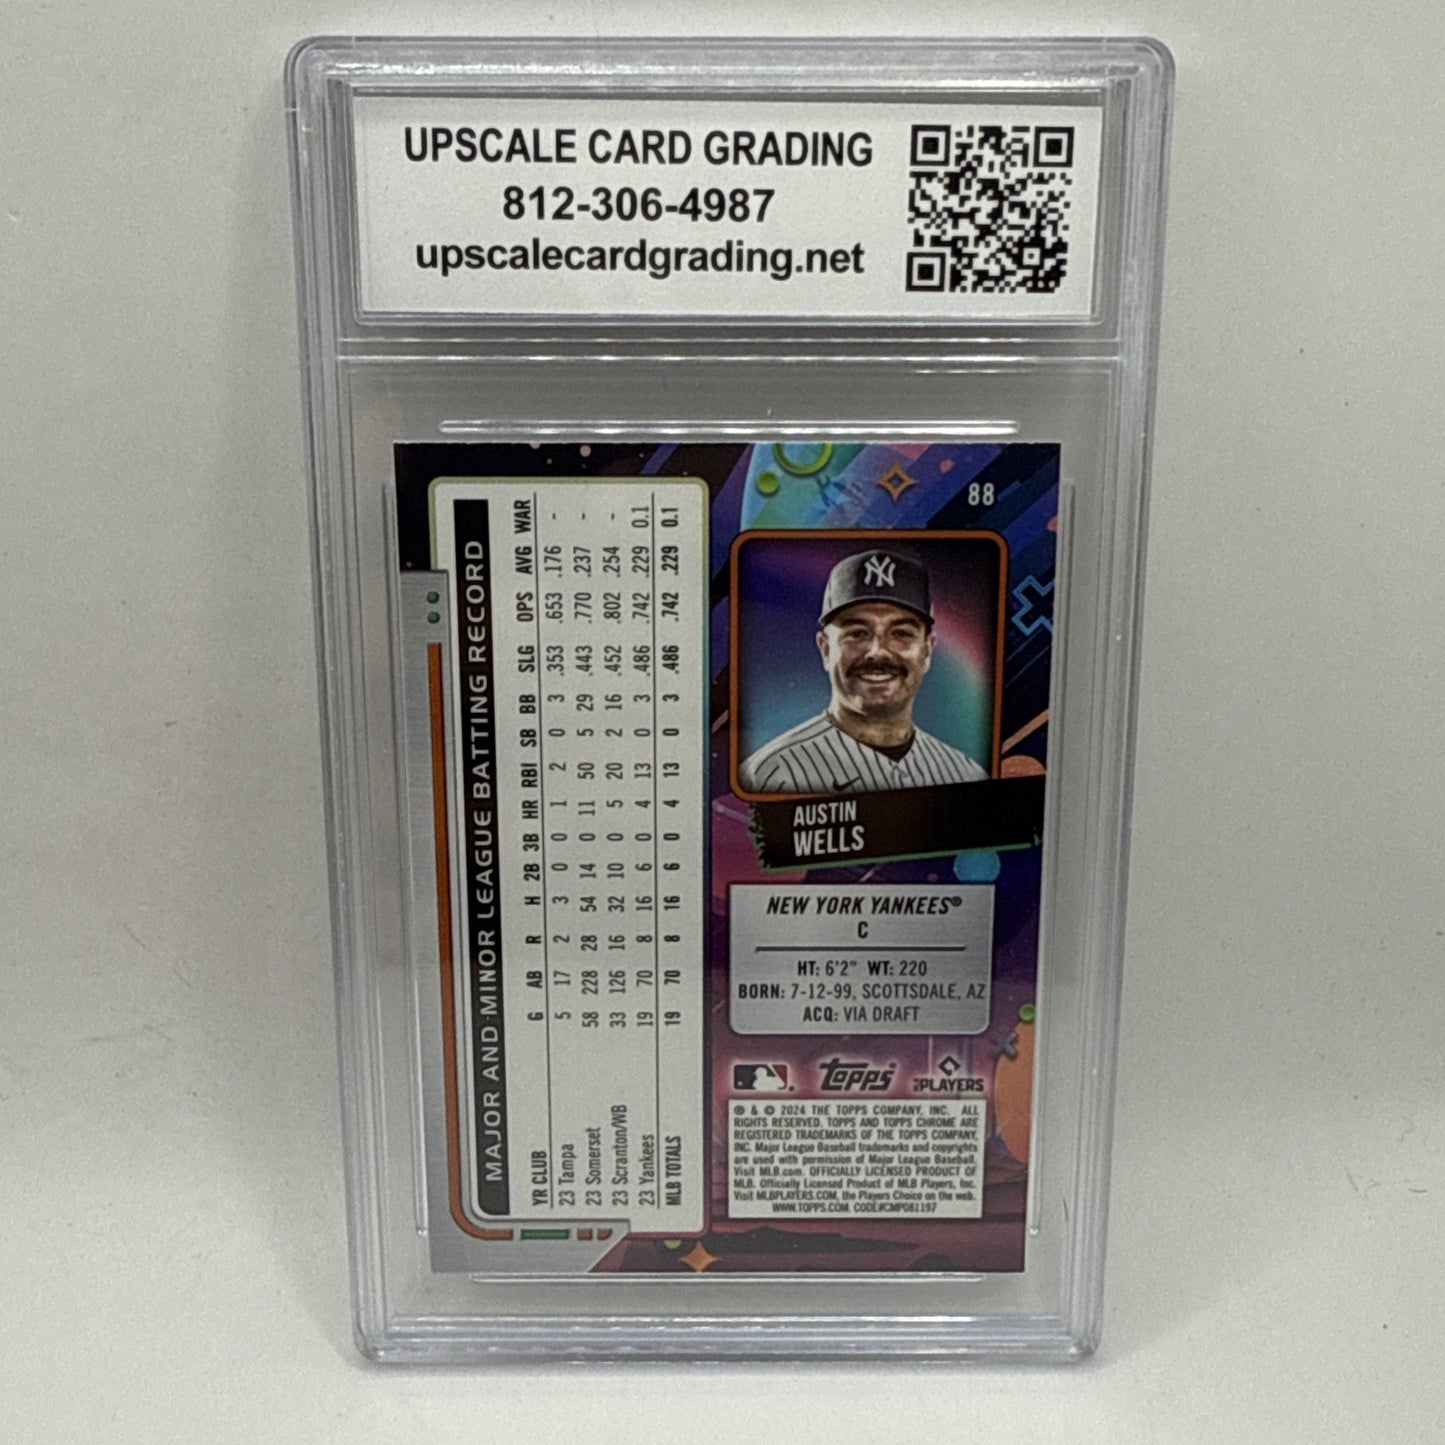 UPSCALE CARD GRADING
812-306-4987
upscalecardgrading.net
88
MAJOR AND MINOR LEAGUE BATTING RECORD
YR CLUB G AB R H 2B 3B HR RBI SB BB SLG OPS AVG WAR
23 Tampa 5 17 2 3 0 0 1 2 0 3 .353 .653 .176 -
23 Somerset 58 228 28 54 14 0 11 50 5 29 .443 .770 .237 -
23 Scranton/WB 33 126 16 32 10 0 5 20 2 16 .452 .802 .254 -
23 Yankees 19 70 8 16 6 0 4 13 0 3 .486 .742 .229 0.1
MLB TOTALS 19 70 8 16 6 0 4 13 0 3 .486 .742 .229 0.1
NY
AUSTIN
WELLS
NEW YORK YANKEES®
C
HT: 6'2" WT: 220
BORN: 7-12-99, SCOTTSDALE, AZ
ACQ: VIA DRAFT
topps
MLB PLAYERS
® & © 2024 THE TOPPS COMPANY, INC. ALL
RIGHTS RESERVED. TOPPS AND TOPPS CHROME ARE
REGISTERED TRADEMARKS OF THE TOPPS COMPANY,
INC. Major League Baseball trademarks and copyrights
are used with permission of Major League Baseball.
Visit MLB.com. OFFICIALLY LICENSED PRODUCT OF
MLB. Officially Licensed Product of MLB Players, Inc.
Visit MLBPLAYERS.COM, the Players Choice on the web.
WWW.TOPPS.COM. CODE#CMP081197